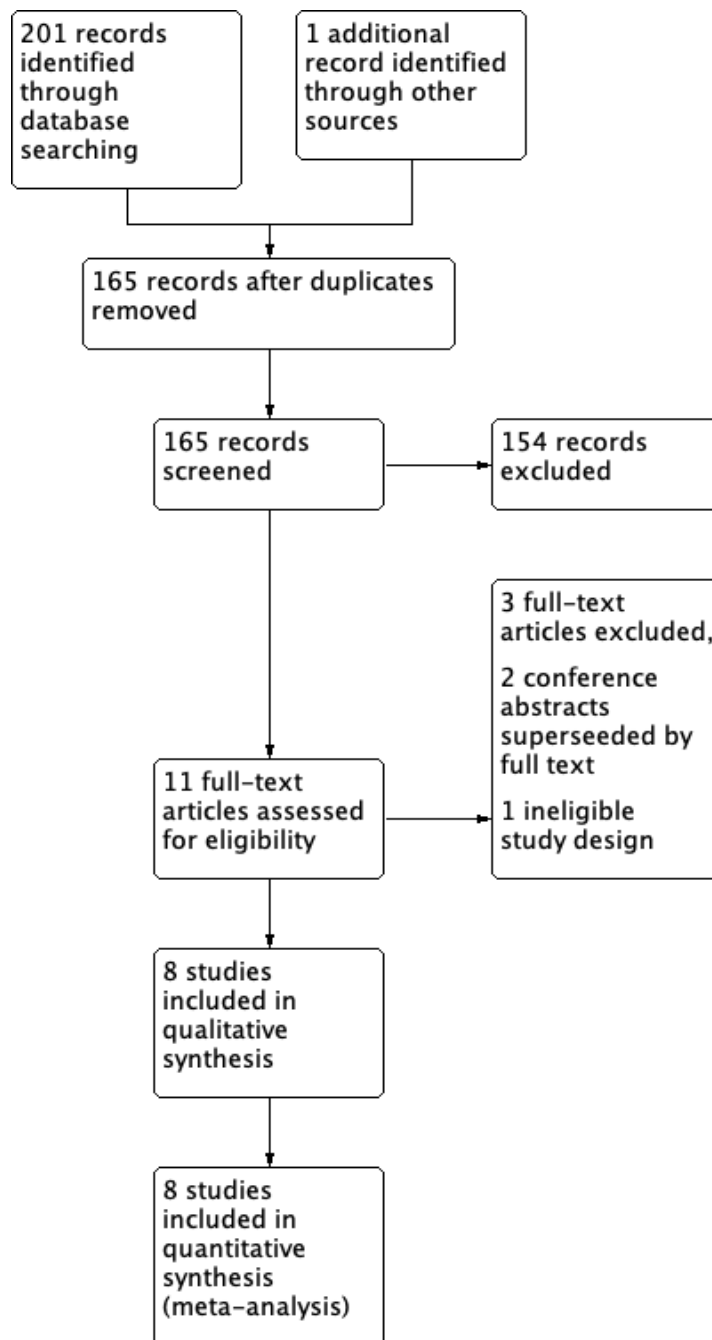 201 records
identified
through
database
searching
1 additional
record identified
through other
sources
165 records after duplicates
removed
165 records
screened
154 records
excluded
3 full-text
articles excluded,
2 conference
abstracts
superseeded by
full text
1 ineligible
study design
11 full-text
articles assessed
for eligibility
8 studies
included in
qualitative
synthesis
8 studies
included in
quantitative
synthesis
(meta-analysis)